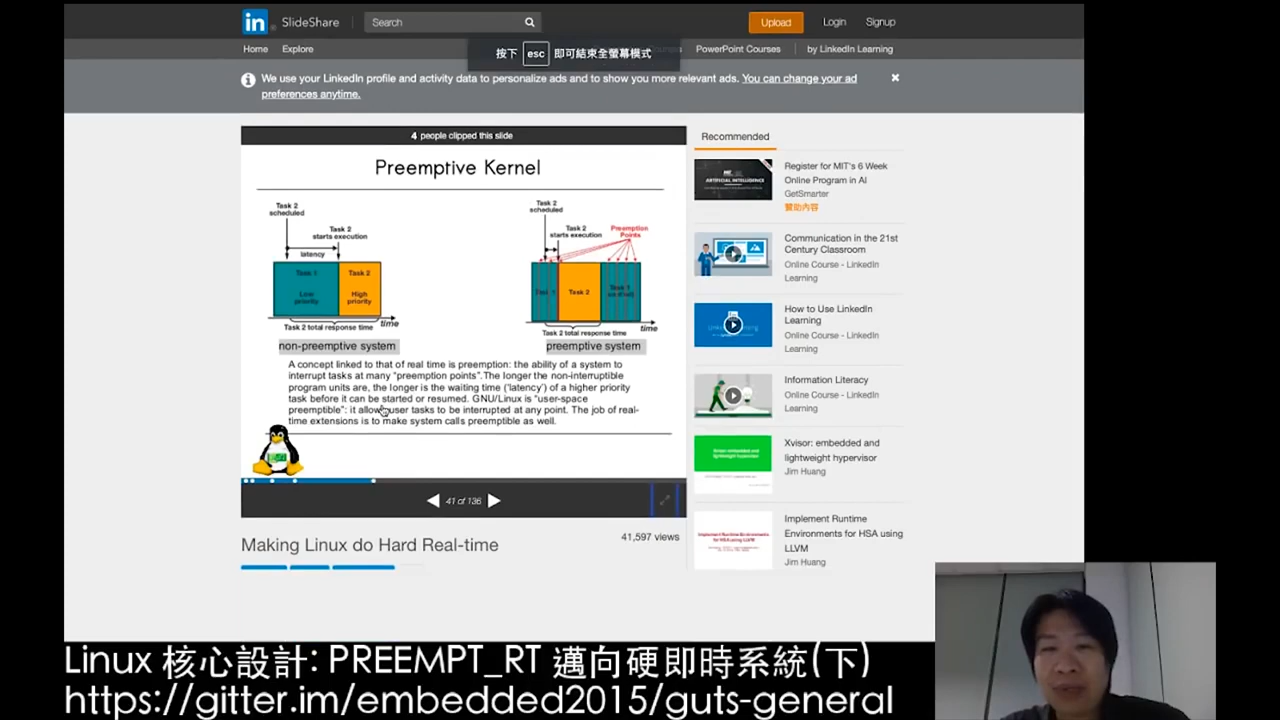 in SlideShare
Search
Upload
Login
Signup
Home
Explore
PowerPoint Courses
by LinkedIn Learning
按下 esc 即可結束全螢幕模式
We use your LinkedIn profile and activity data to personalize ads and to show you more relevant ads. You can change your ad
preferences anytime.
4 people clipped this slide
Preemptive Kernel
Task 2
scheduled
Task 2
starts execution
latency
Task 1
Low
priority
Task 2
High
priority
time
Task 2 total response time
non-preemptive system
Task 2
scheduled
Task 2
starts execution
Preemption
Points
Task 2
time
Task 2 total response time
preemptive system
A concept linked to that of real time is preemption: the ability of a system to
interrupt tasks at many "preemption points".The longer the non-interruptible
program units are, the longer is the waiting time ('latency') of a higher priority
task before it can be started or resumed. GNU/Linux is "user-space
preemptible": it allows user tasks to be interrupted at any point. The job of real-
time extensions is to make system calls preemptible as well.
41 of 136
Making Linux do Hard Real-time
41,597 views
Recommended
Register for MIT's 6 Week
Online Program in AI
GetSmarter
贊助內容
Communication in the 21st
Century Classroom
Online Course - LinkedIn
Learning
How to Use LinkedIn
Learning
Online Course - LinkedIn
Learning
Information Literacy
Online Course - LinkedIn
Learning
Xvisor: embedded and
lightweight hypervisor
Jim Huang
Implement Runtime
Environments for HSA using
LLVM
Jim Huang
Linux 核心設計: PREEMPT_RT 邁向硬即時系統(下)
https://gitter.im/embedded2015/guts-general